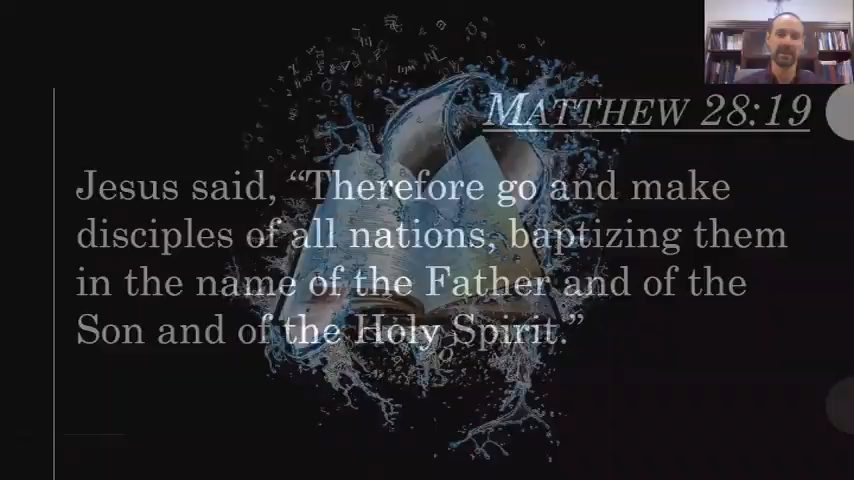 MATTHEW 28:19
Jesus said, “Therefore go and make
disciples of all nations, baptizing them
in the name of the Father and of the
Son and of the Holy Spirit.”